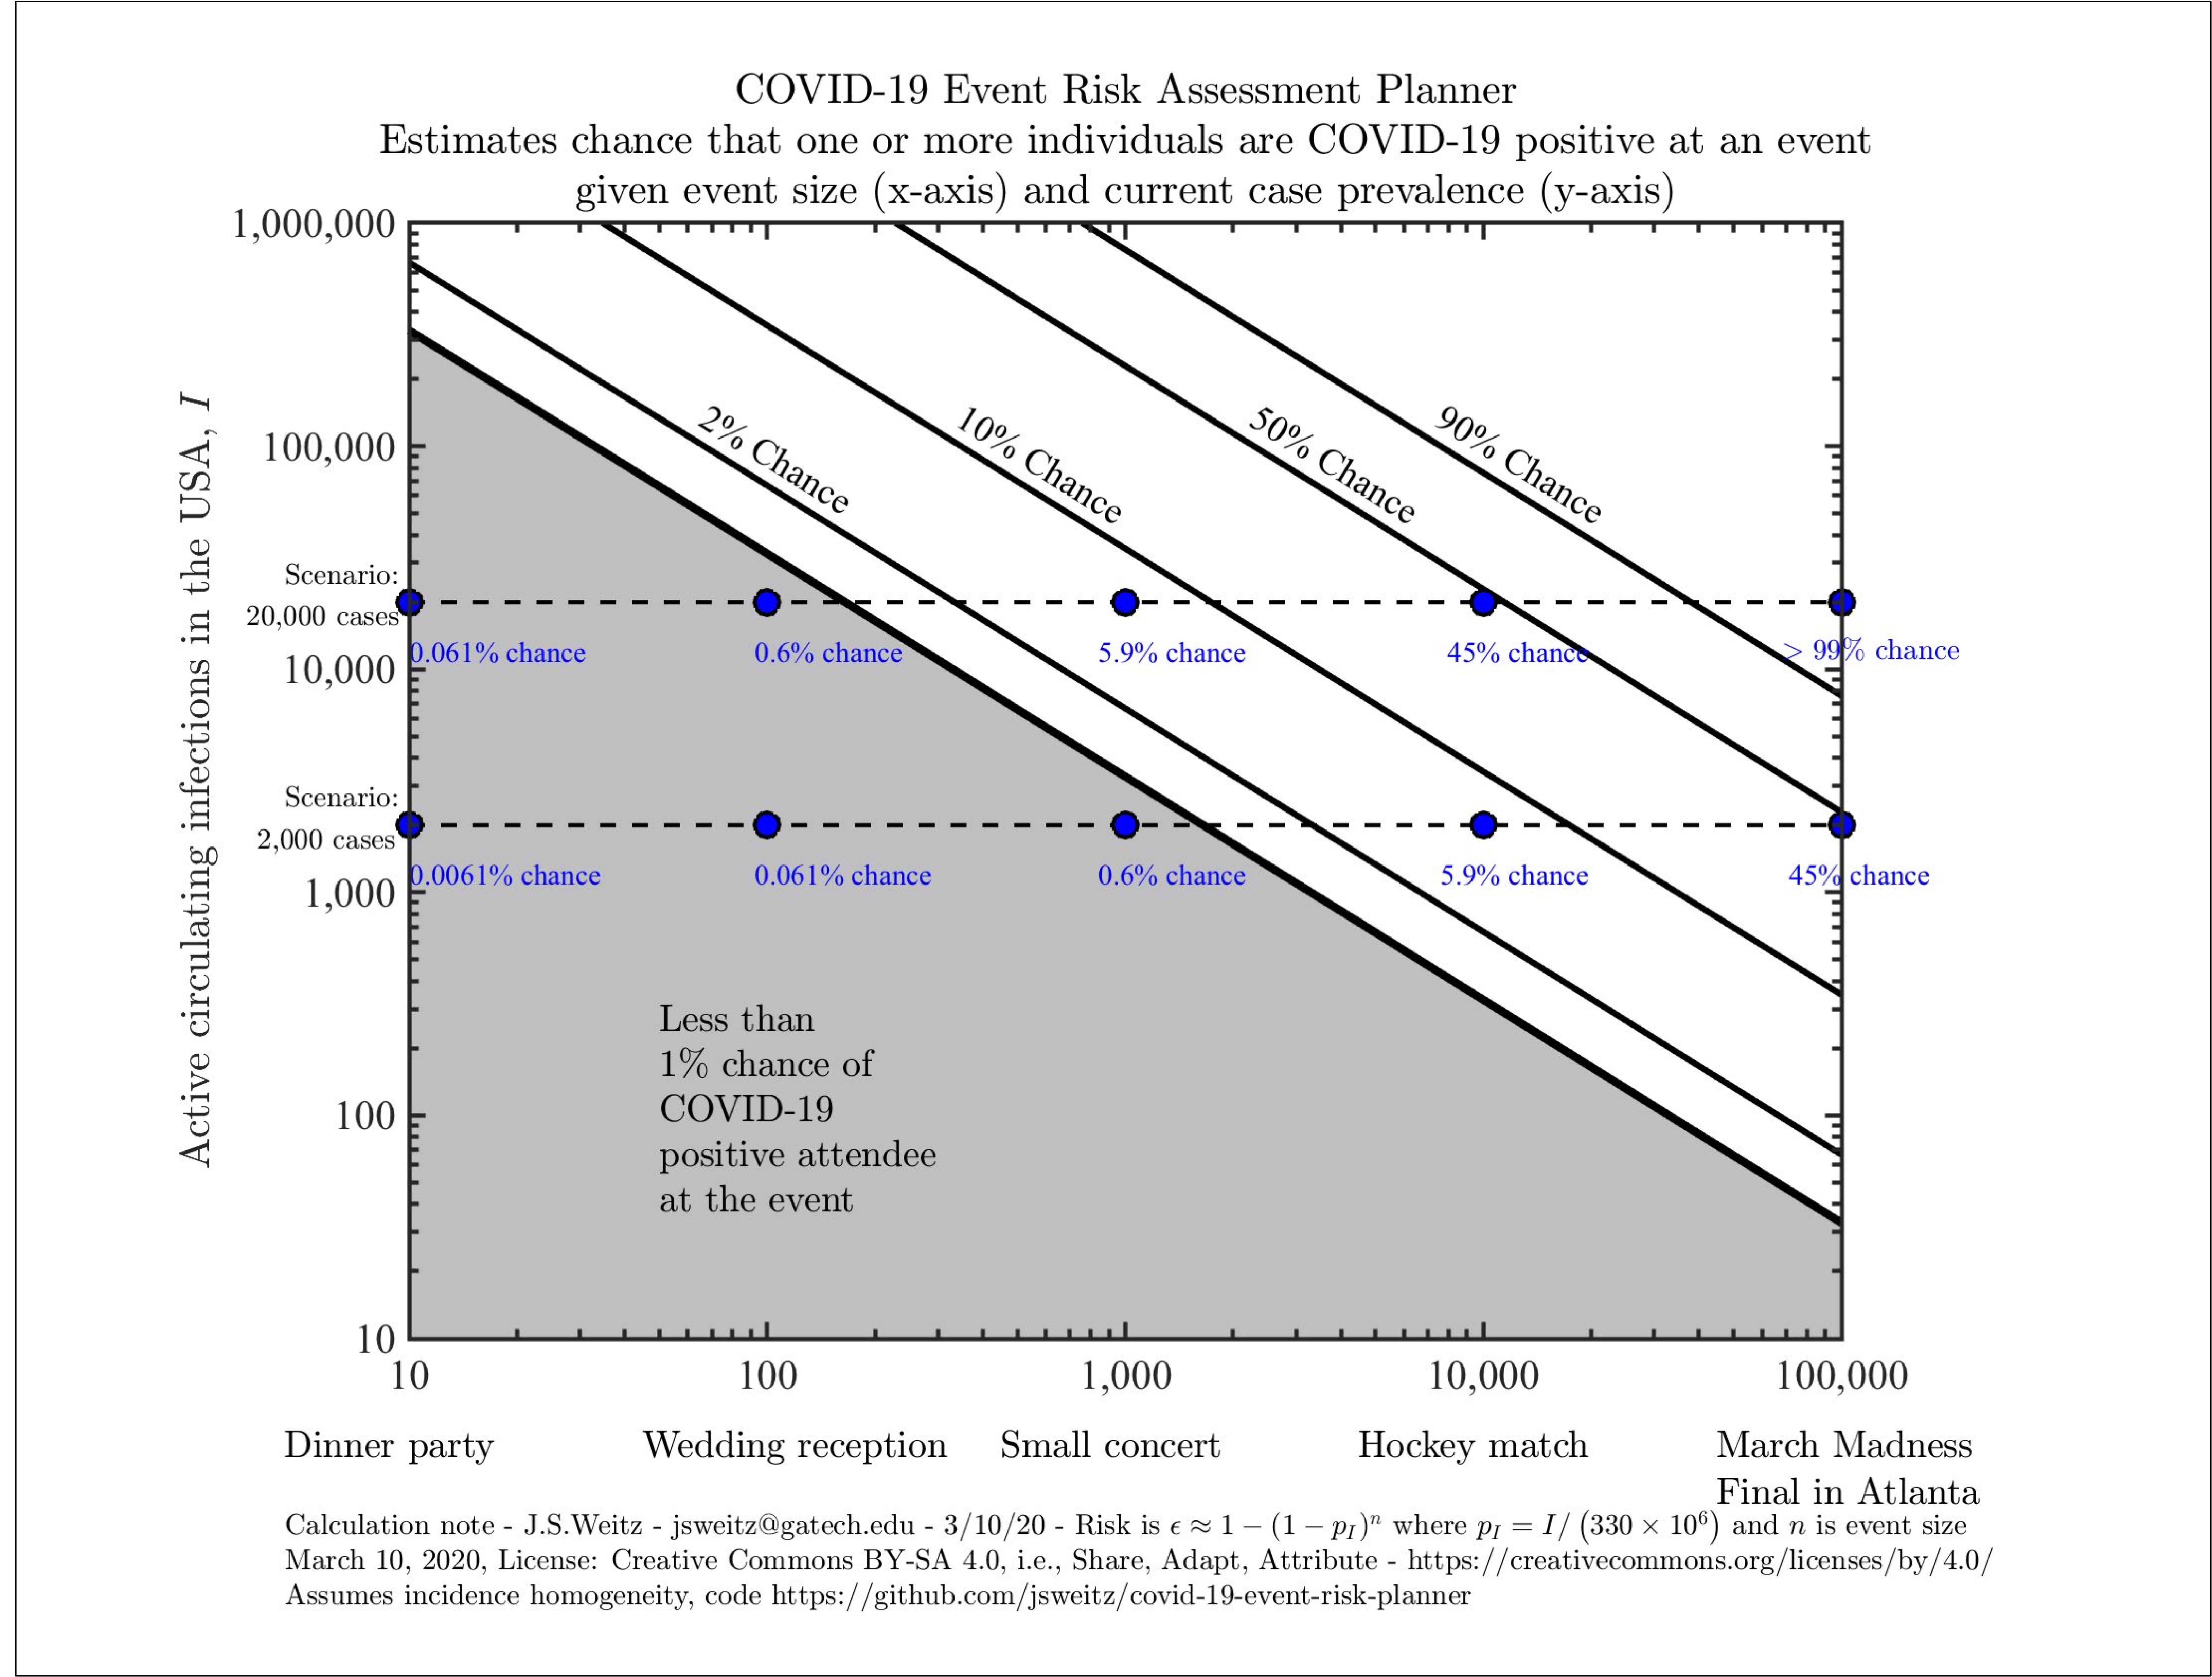 COVID-19 Event Risk Assessment Planner
Estimates chance that one or more individuals are COVID-19 positive at an event
given event size (x-axis) and current case prevalence (y-axis)
Active circulating infections in the USA, I
1,000,000
100,000
10,000
1,000
100
10
2% Chance
10% Chance
50% Chance
90% Chance
Scenario:
20,000 cases
0.061% chance
0.6% chance
5.9% chance
45% chance
> 99% chance
Scenario:
2,000 cases
0.0061% chance
0.061% chance
0.6% chance
5.9% chance
45% chance
Less than
1% chance of
COVID-19
positive attendee
at the event
10
100
1,000
10,000
100,000
Dinner party
Wedding reception
Small concert
Hockey match
March Madness
Final in Atlanta
Calculation note - J.S.Weitz - jsweitz@gatech.edu - 3/10/20 - Risk is ϵ ≈ 1 − (1 − p_I)^n where p_I = I/ (330 × 10^6) and n is event size
March 10, 2020, License: Creative Commons BY-SA 4.0, i.e., Share, Adapt, Attribute - https://creativecommons.org/licenses/by/4.0/
Assumes incidence homogeneity, code https://github.com/jsweitz/covid-19-event-risk-planner